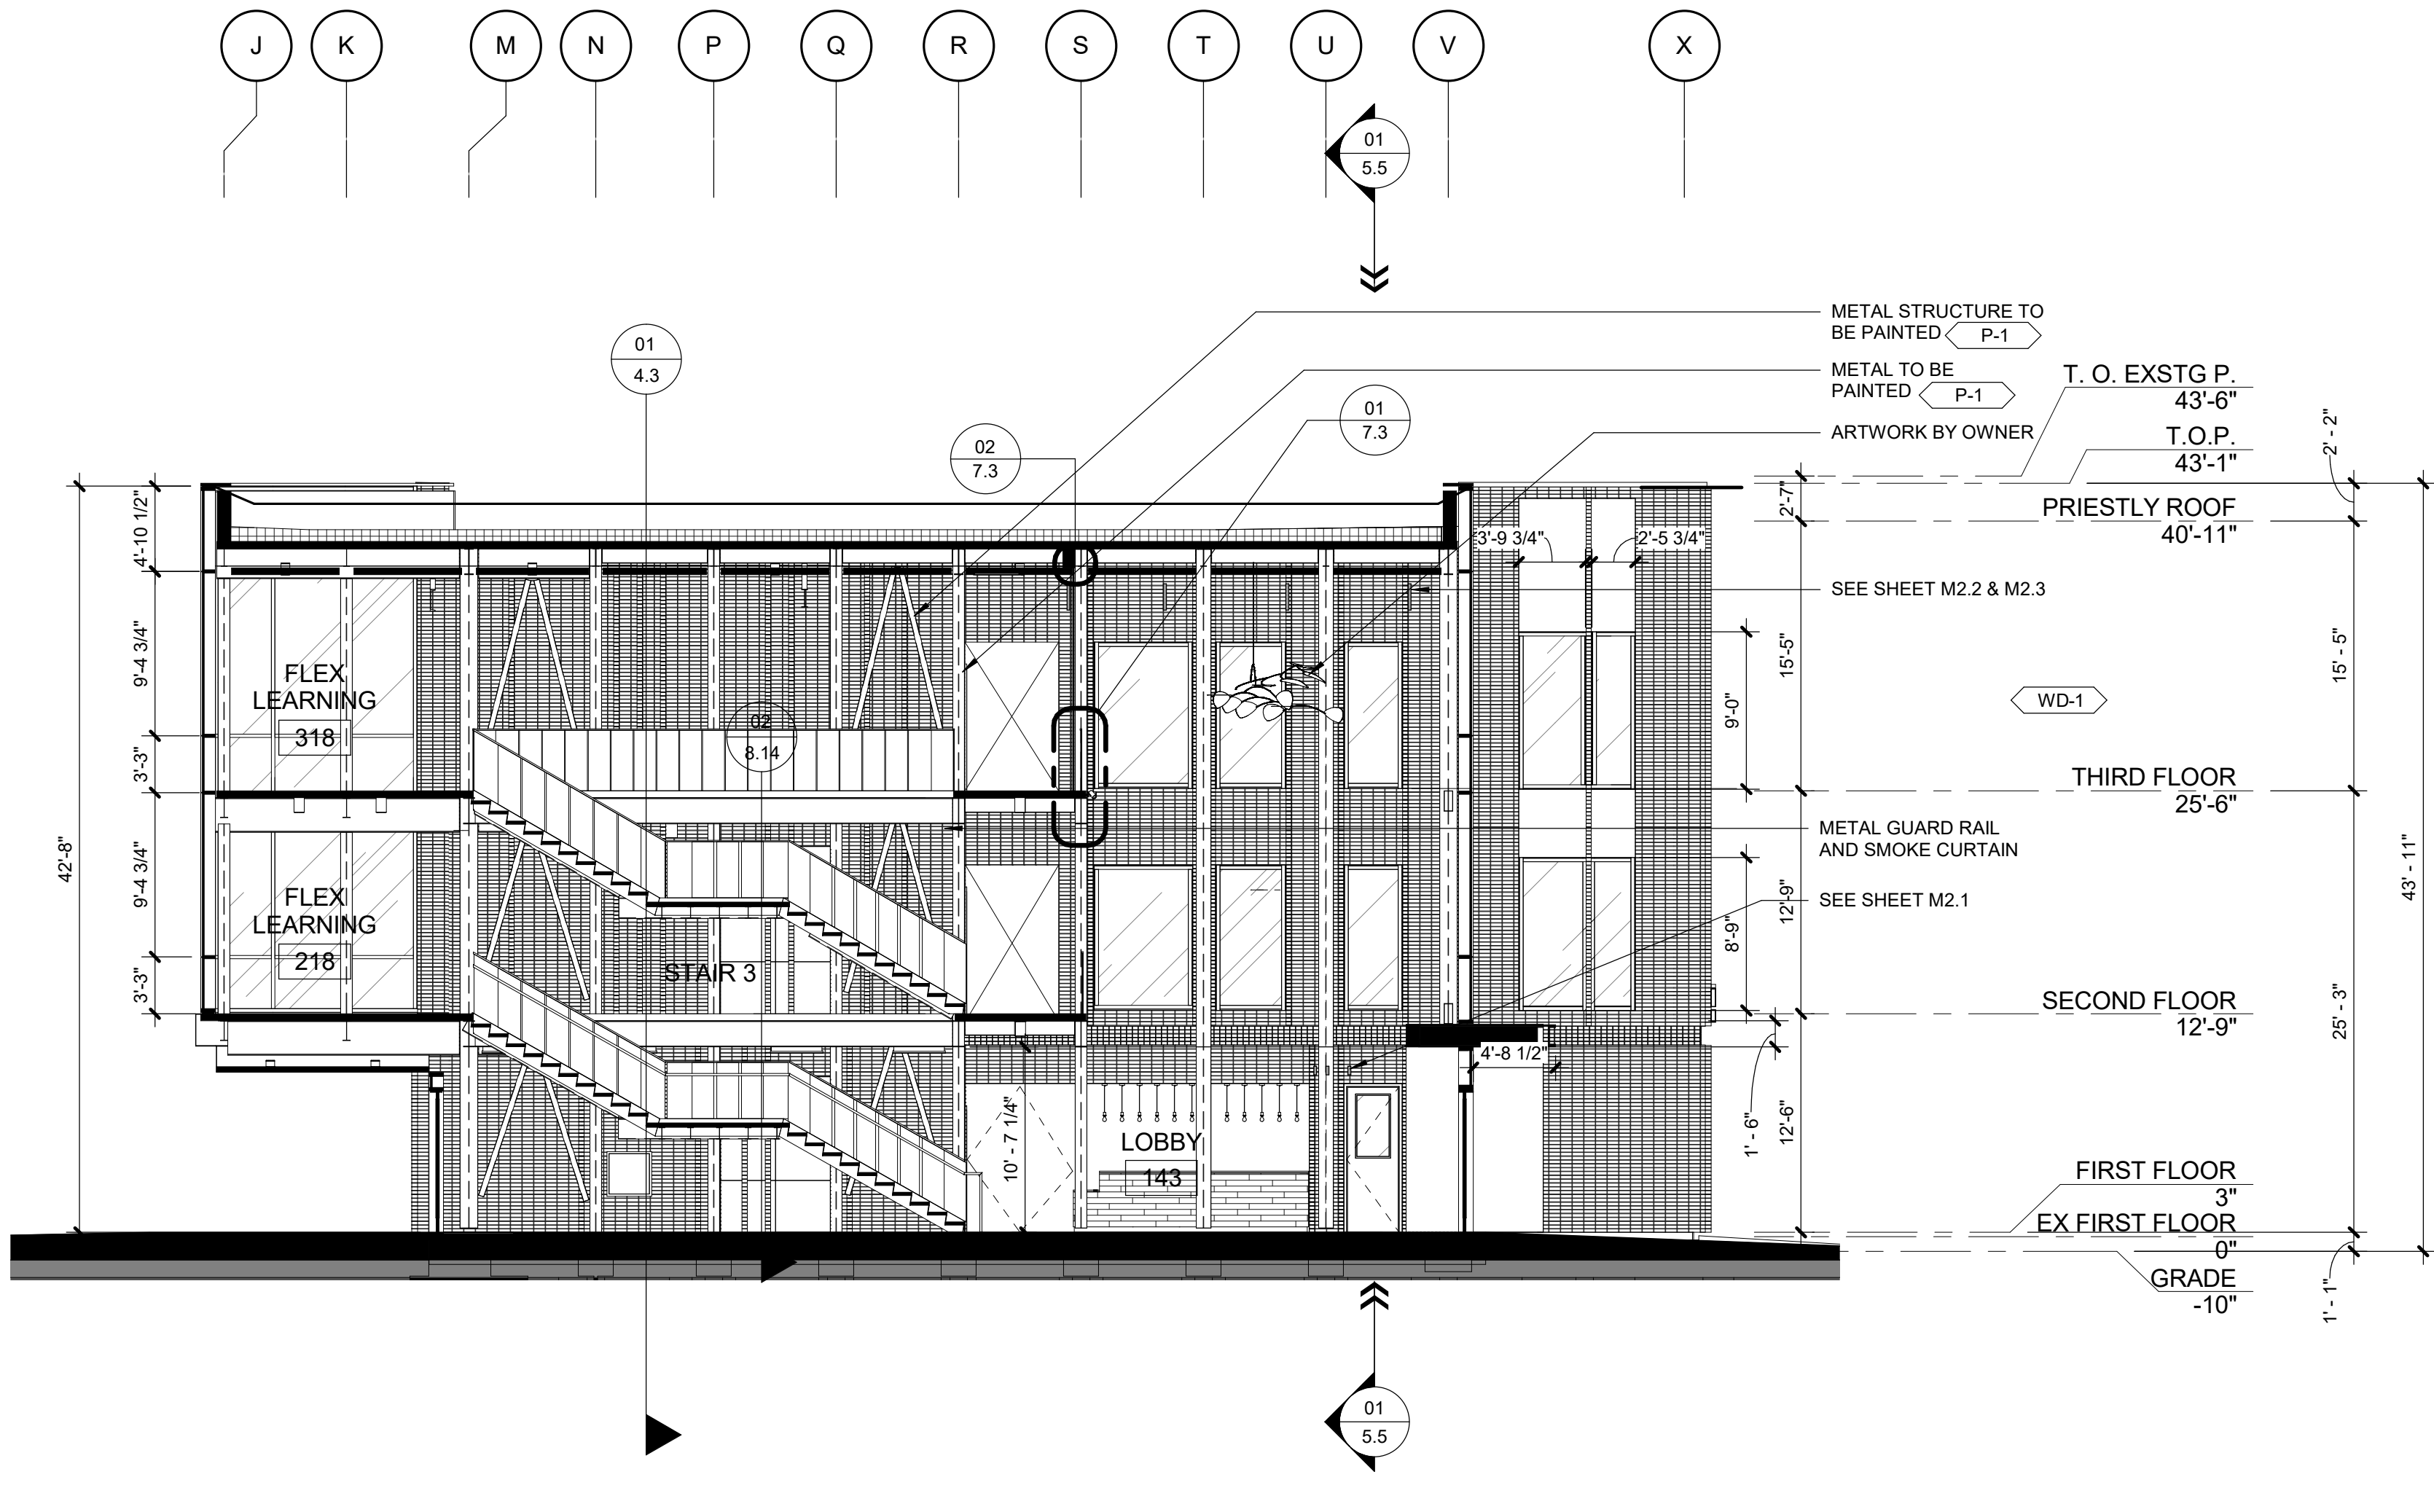 J K M N P Q R S T U V X
01
5.5
METAL STRUCTURE TO
BE PAINTED P-1
01
4.3
METAL TO BE
PAINTED P-1
T. O. EXSTG P.
43'-6"
01
7.3
ARTWORK BY OWNER
T.O.P.
43'-1"
2' - 2"
02
7.3
4'-10 1/2"
2'-7"
PRIESTLY ROOF
40'-11"
3'-9 3/4"
2'-5 3/4"
SEE SHEET M2.2 & M2.3
9'-4 3/4"
FLEX
LEARNING
318
15'-5"
15' - 5"
9'-0"
WD-1
02
8.14
3'-3"
THIRD FLOOR
25'-6"
METAL GUARD RAIL
AND SMOKE CURTAIN
42'-8"
9'-4 3/4"
FLEX
LEARNING
218
12'-9"
8'-9"
43' - 11"
SEE SHEET M2.1
STAIR 3
3'-3"
SECOND FLOOR
12'-9"
25' - 3"
4'-8 1/2"
10' - 7 1/4"
LOBBY
143
1' - 6"
12'-6"
FIRST FLOOR
3"
EX FIRST FLOOR
0"
GRADE
-10"
1' - 1"
01
5.5